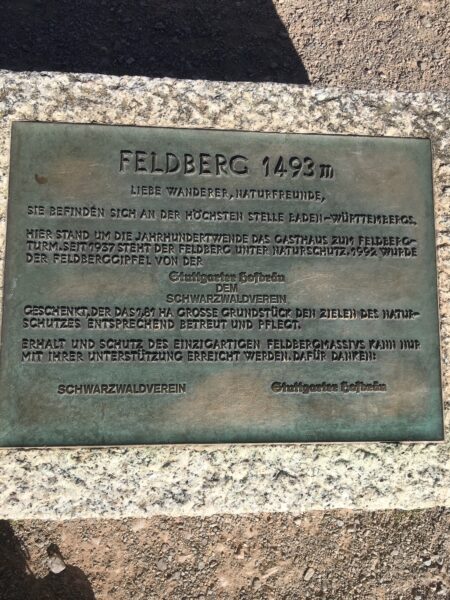 FELDBERG 1493 m
LIEBE WANDERER, NATURFREUNDE,
SIE BEFINDEN SICH AN DER HÖCHSTEN STELLE BADEN-WÜRTTEMBERGS.
HIER STAND UM DIE JAHRHUNDERTWENDE DAS GASTHAUS ZUM FELDBERG-
TURM. SEIT 1937 STEHT DER FELDBERG UNTER NATURSCHUTZ. 1992 WURDE
DER FELDBERGGIPFEL VON DER
Stuttgarter Hofbräu
DEM
SCHWARZWALDVEREIN
GESCHENKT, DER DAS 1,81 HA GROSSE GRUNDSTÜCK DEN ZIELEN DES NATUR-
SCHUTZES ENTSPRECHEND BETREUT UND PFLEGT.
ERHALT UND SCHUTZ DES EINZIGARTIGEN FELDBERGMASSIVS KANN NUR
MIT IHRER UNTERSTÜTZUNG ERREICHT WERDEN. DAFÜR DANKEN:
SCHWARZWALDVEREIN Stuttgarter Hofbräu